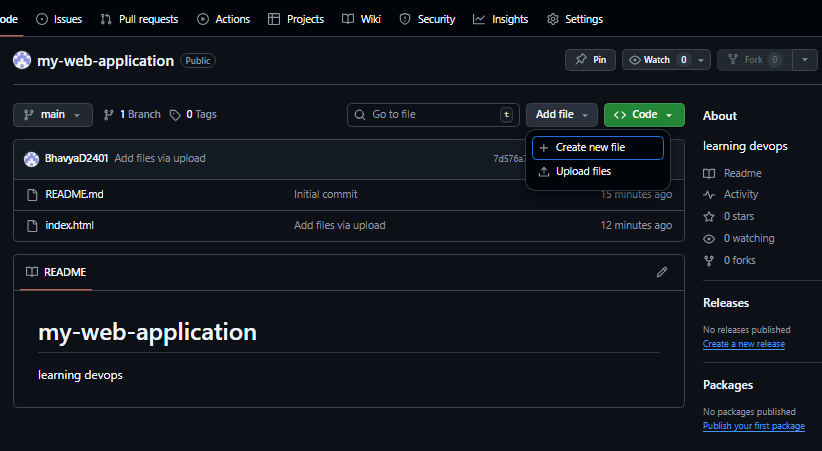 ode Issues Pull requests Actions Projects Wiki Security Insights Settings
my-web-application Public Pin Watch 0 Fork 0
main 1 Branch 0 Tags Go to file t Add file Code
Create new file
Upload files
BhavyaD2401 Add files via upload 7d576a
README.md Initial commit 15 minutes ago
index.html Add files via upload 12 minutes ago
README
my-web-application
learning devops
About
learning devops
Readme
Activity
0 stars
0 watching
0 forks
Releases
No releases published
Create a new release
Packages
No packages published
Publish your first package